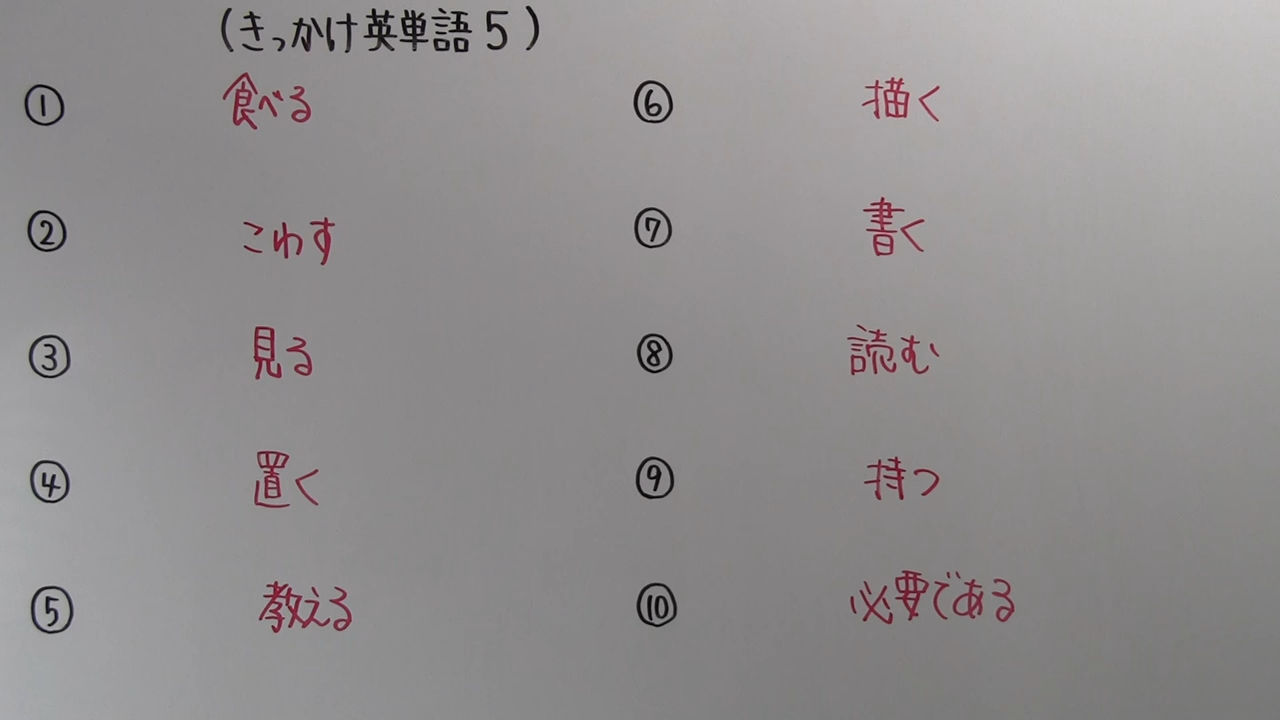 (きっかけ英単語5)
① 食べる
② こわす
③ 見る
④ 置く
⑤ 教える
⑥ 描く
⑦ 書く
⑧ 読む
⑨ 持つ
⑩ 必要である